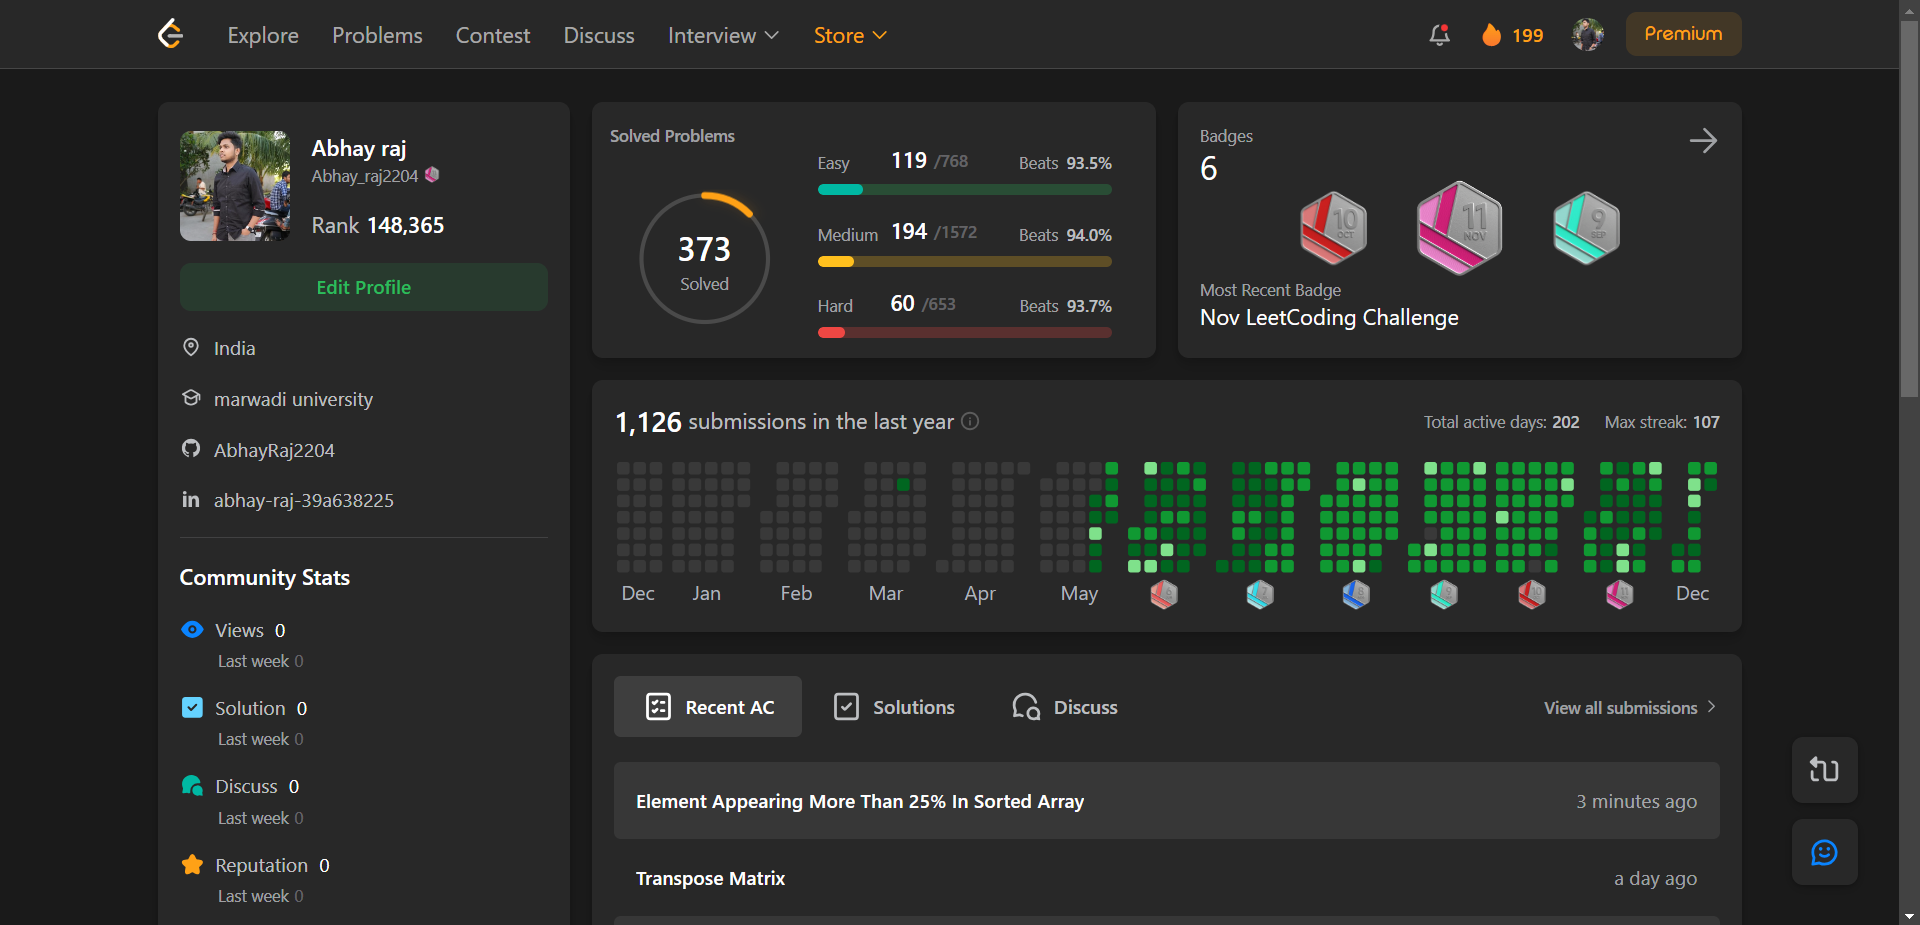 Explore Problems Contest Discuss Interview Store 199 Premium
Abhay raj
Abhay_raj2204
Rank 148,365
Edit Profile
India
marwadi university
AbhayRaj2204
abhay-raj-39a638225
Community Stats
Views 0
Last week 0
Solution 0
Last week 0
Discuss 0
Last week 0
Reputation 0
Last week 0
Solved Problems
373
Solved
Easy 119 /768 Beats 93.5%
Medium 194 /1572 Beats 94.0%
Hard 60 /653 Beats 93.7%
Badges
6
10 OCT
11 NOV
9 SEP
Most Recent Badge
Nov LeetCoding Challenge
1,126 submissions in the last year
Total active days: 202 Max streak: 107
Dec Jan Feb Mar Apr May 6 7 8 9 10 11 Dec
Recent AC Solutions Discuss View all submissions
Element Appearing More Than 25% In Sorted Array 3 minutes ago
Transpose Matrix a day ago